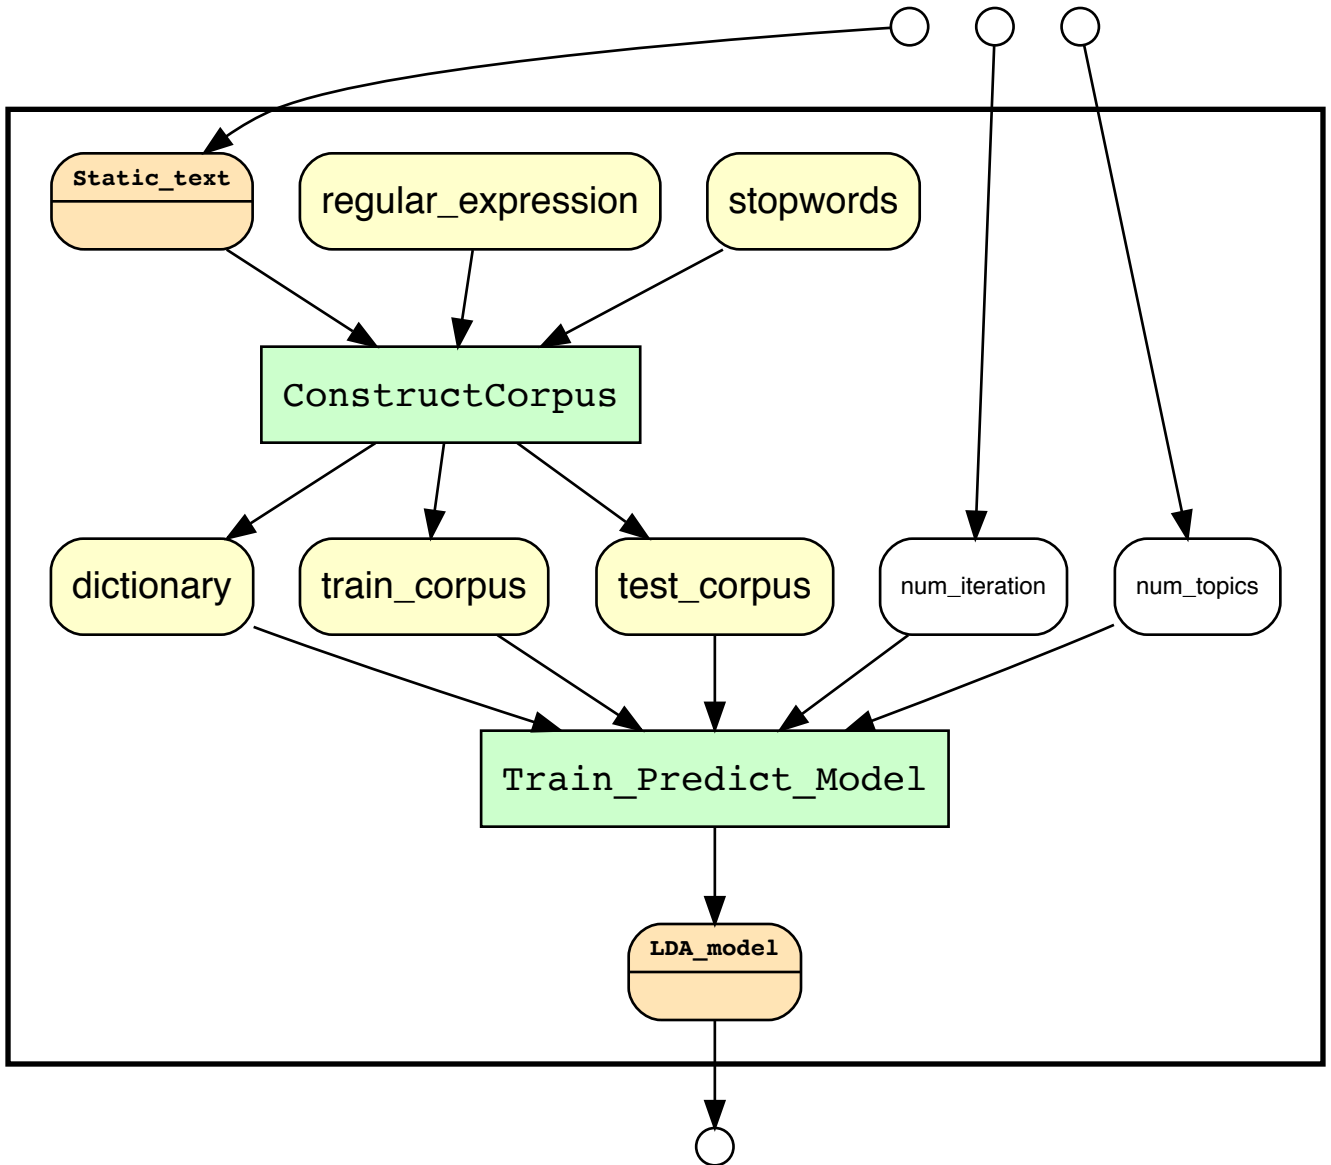 Static_text
regular_expression
stopwords
ConstructCorpus
dictionary
train_corpus
test_corpus
num_iteration
num_topics
Train_Predict_Model
LDA_model